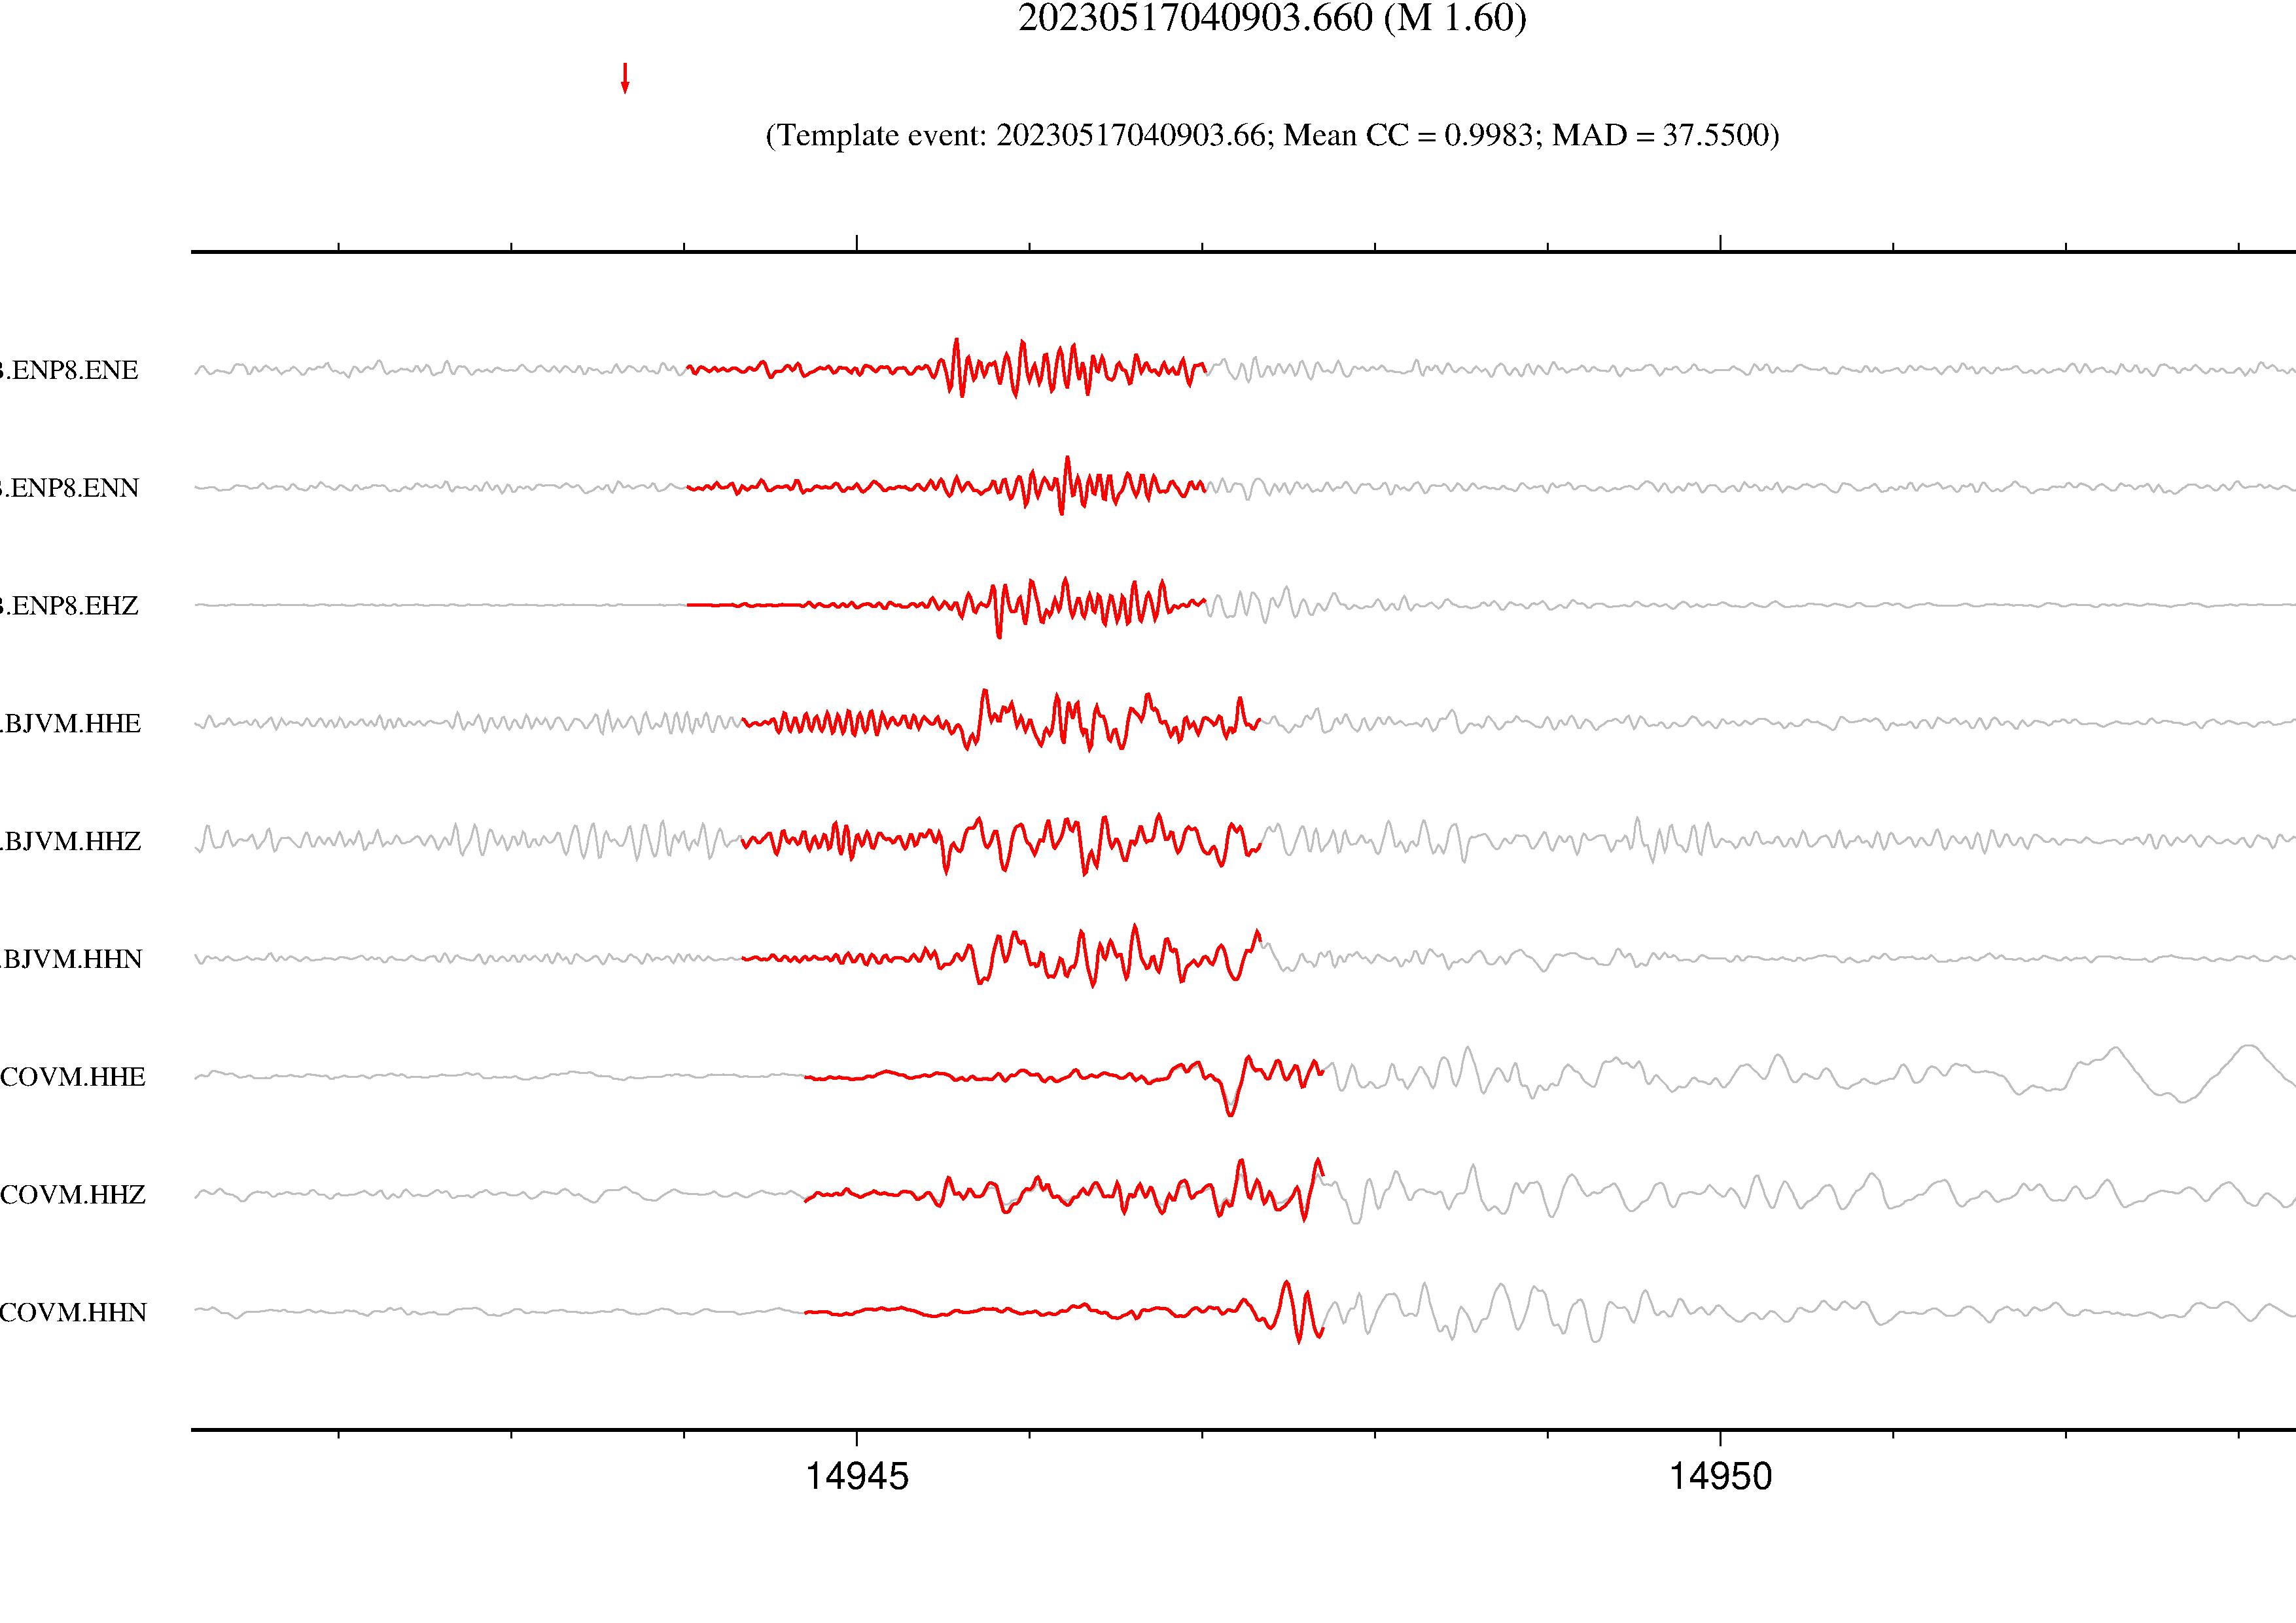 20230517040903.660 (M 1.60)
(Template event: 20230517040903.66; Mean CC = 0.9983; MAD = 37.5500)
.ENP8.ENE
.ENP8.ENN
.ENP8.EHZ
.BJVM.HHE
.BJVM.HHZ
.BJVM.HHN
COVM.HHE
COVM.HHZ
COVM.HHN
14945 14950